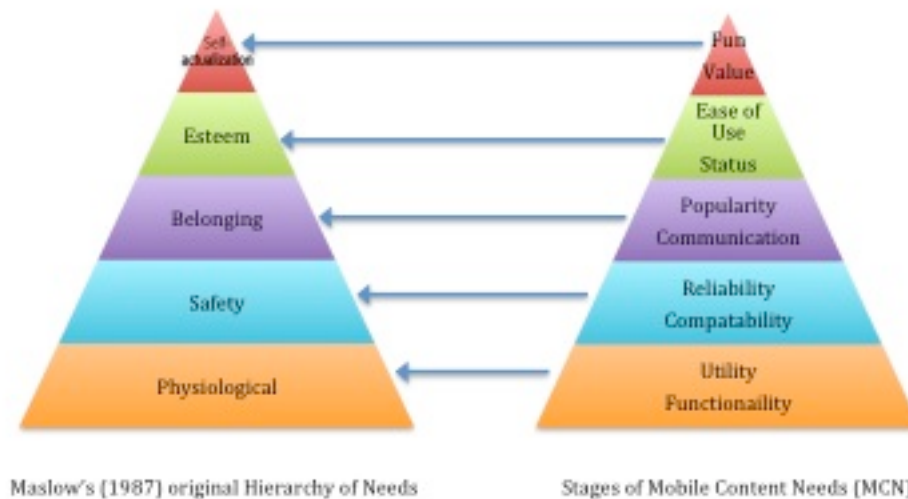 Self-
actualization
Esteem
Belonging
Safety
Physiological
Maslow's (1987) original Hierarchy of Needs
Fun
Value
Ease of
Use
Status
Popularity
Communication
Reliability
Compatability
Utility
Functionaility
Stages of Mobile Content Needs (MCN)